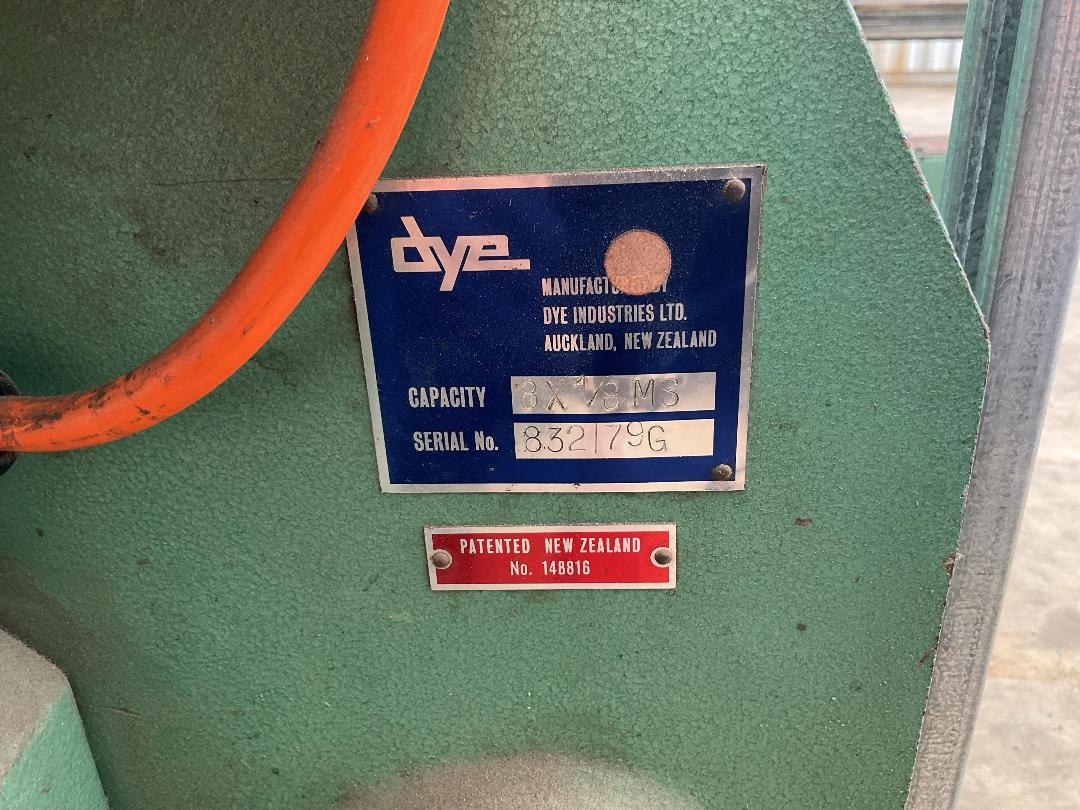 dye
MANUFACTURED BY
DYE INDUSTRIES LTD.
AUCKLAND, NEW ZEALAND
CAPACITY 8X 1/8 MS
SERIAL No. 832179G
PATENTED NEW ZEALAND
No. 148816